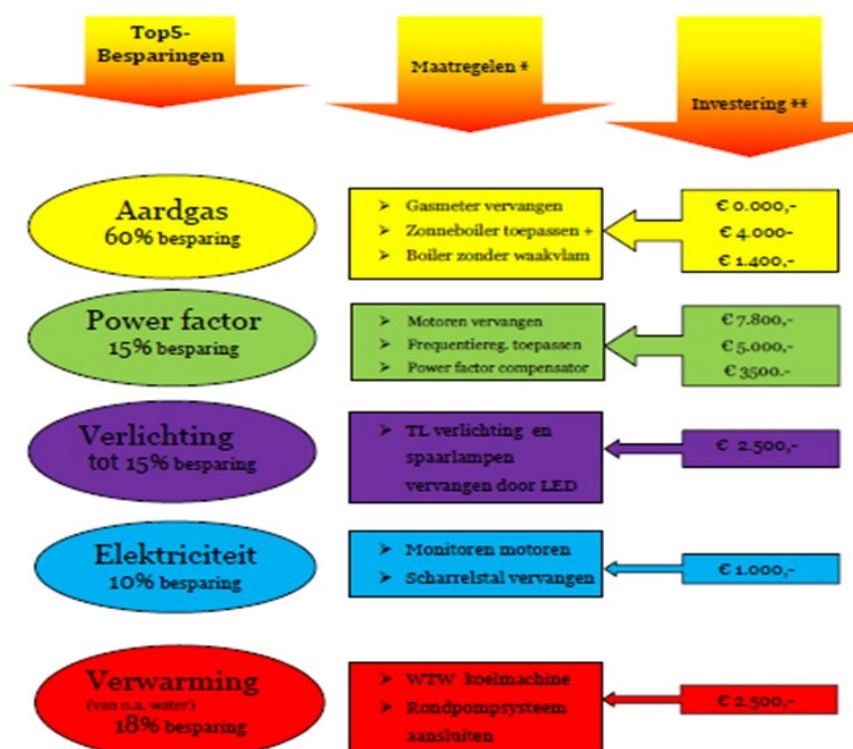 Top5-
Besparingen
Maatregelen *
Investering **
Aardgas
60% besparing
➤ Gasmeter vervangen
➤ Zonneboiler toepassen +
➤ Boiler zonder waakvlam
€ 0.000,-
€ 4.000-
€ 1.400,-
Power factor
15% besparing
➤ Motoren vervangen
➤ Frequentiereg. toepassen
➤ Power factor compensator
€ 7.800,-
€ 5.000,-
€ 3500.-
Verlichting
tot 15% besparing
➤ TL verlichting en
spaarlampen
vervangen door LED
€ 2.500,-
Elektriciteit
10% besparing
➤ Monitoren motoren
➤ Scharrelstal vervangen
€ 1.000,-
Verwarming
(van o.a. water)
18% besparing
➤ WTW koelmachine
➤ Rondpompsysteem
aansluiten
€ 2.500,-